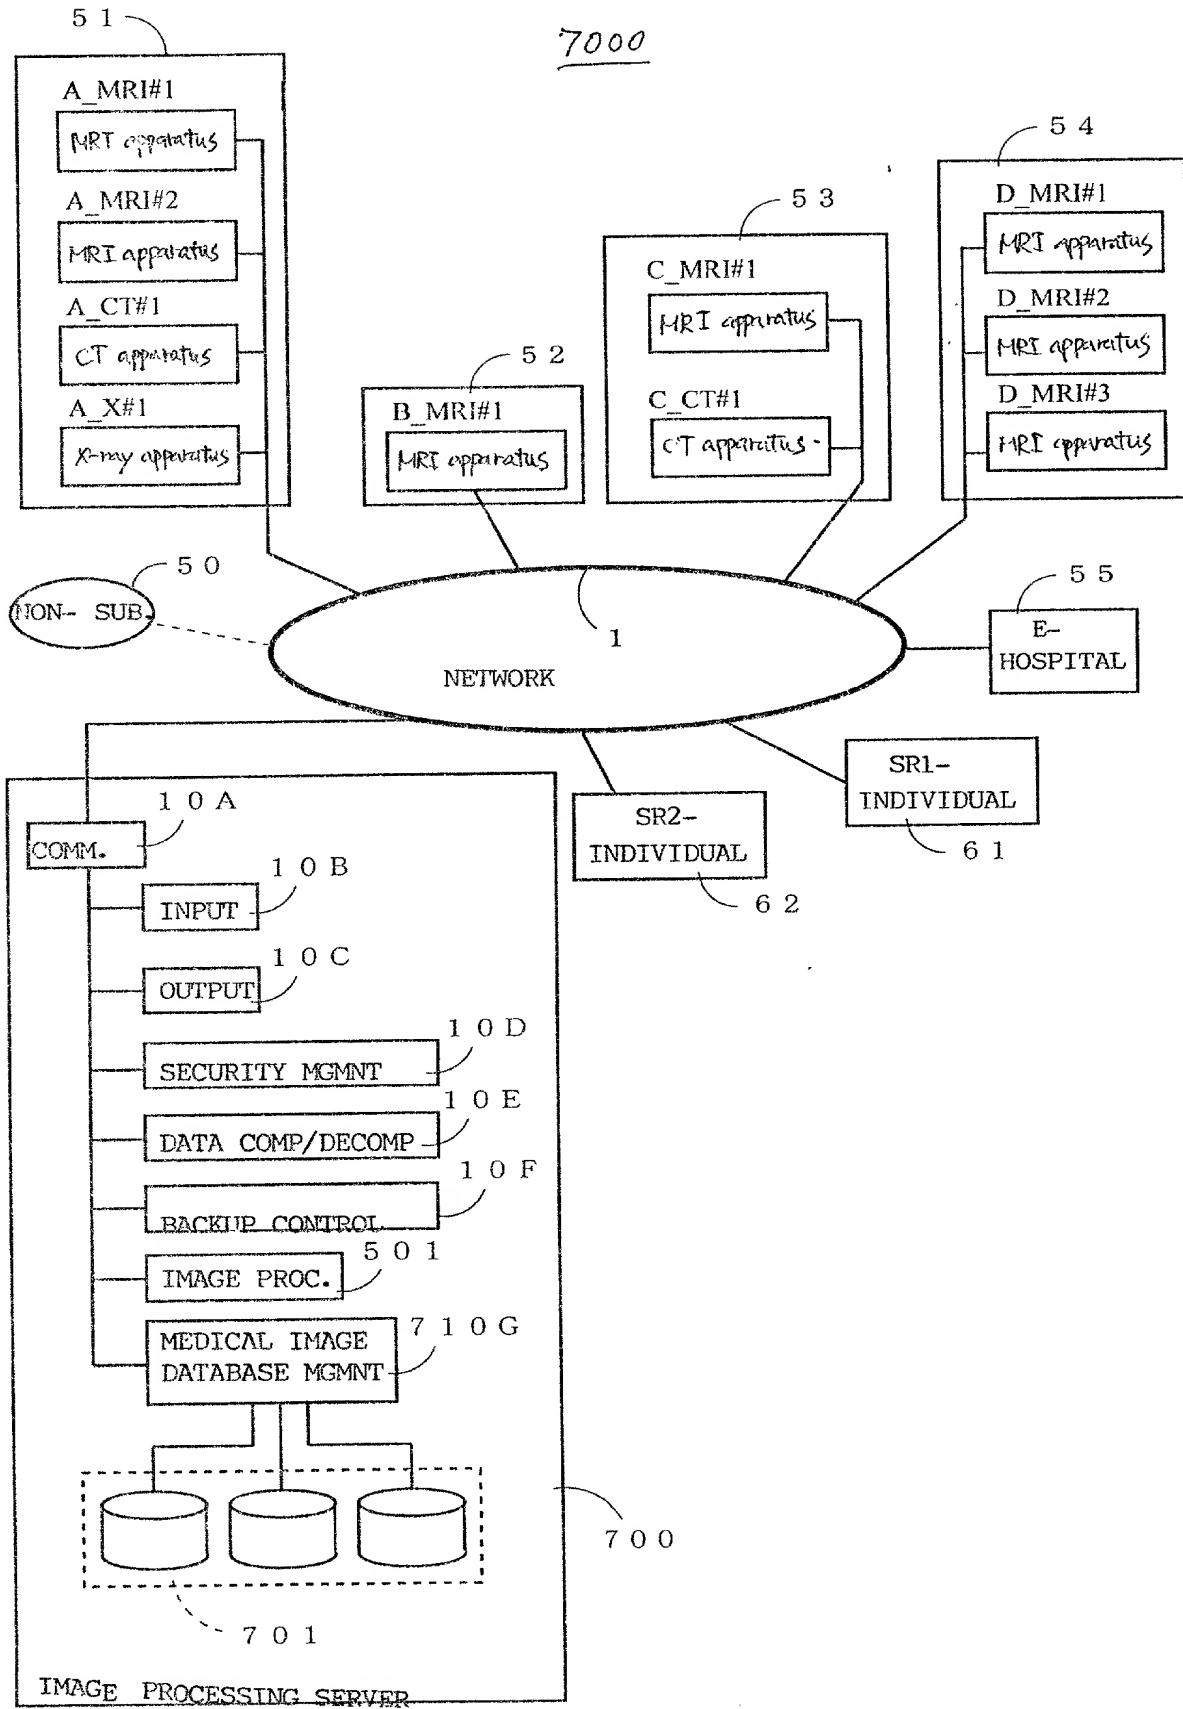 7000
51
A_MRI#1
MRT apparatus
A_MRI#2
MRI apparatus
A_CT#1
CT apparatus
A_X#1
X-ray apparatus
52
B_MRI#1
MRI apparatus
53
C_MRI#1
MRI apparatus
C_CT#1
CT apparatus
54
D_MRI#1
MRI apparatus
D_MRI#2
MRI apparatus
D_MRI#3
MRI apparatus
50
NON- SUB.
1
NETWORK
55
E-
HOSPITAL
SR1-
INDIVIDUAL
61
SR2-
INDIVIDUAL
62
10A
COMM.
10B
INPUT
10C
OUTPUT
10D
SECURITY MGMNT
10E
DATA COMP/DECOMP
10F
BACKUP CONTROL
501
IMAGE PROC.
710G
MEDICAL IMAGE
DATABASE MGMNT
700
701
IMAGE PROCESSING SERVER